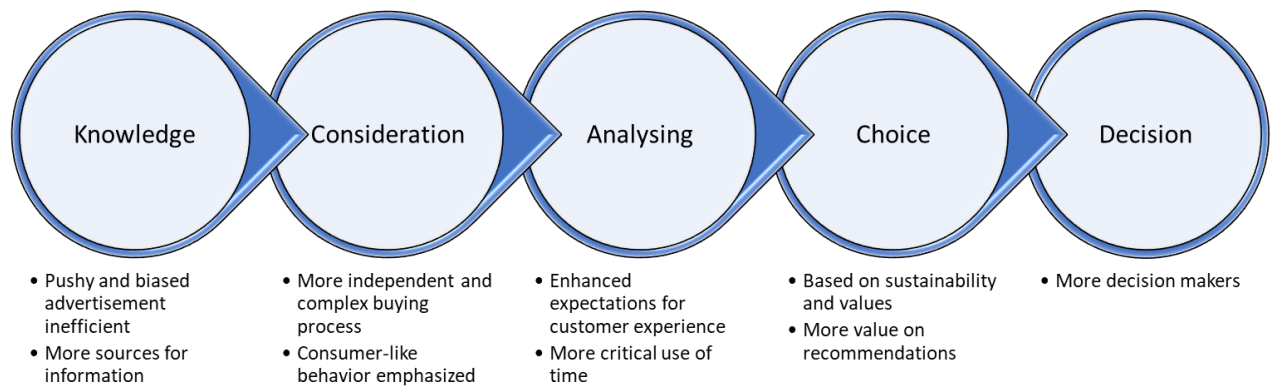 Knowledge
Consideration
Analysing
Choice
Decision
• Pushy and biased
advertisement
inefficient
• More sources for
information
• More independent and
complex buying
process
• Consumer-like
behavior emphasized
• Enhanced
expectations for
customer experience
• More critical use of
time
• Based on sustainability
and values
• More value on
recommendations
• More decision makers